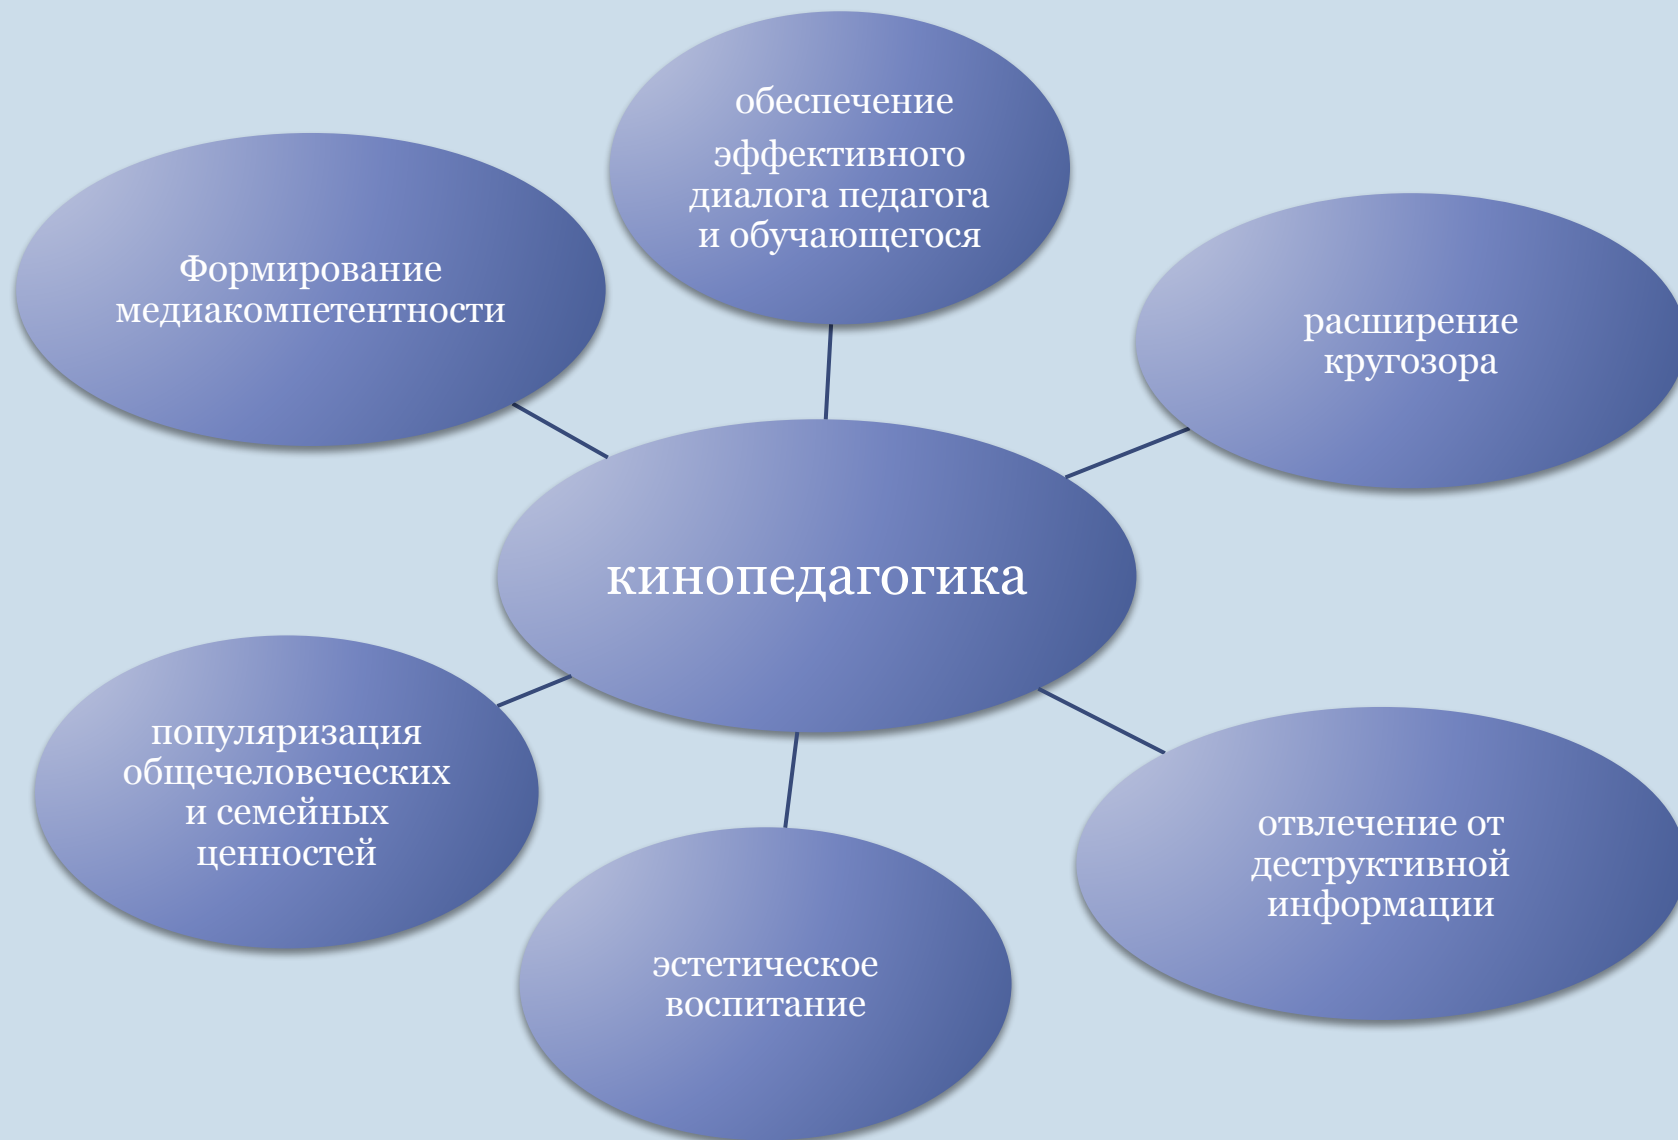 обеспечение
эффективного
диалога педагога
и обучающегося
Формирование
медиакомпетентности
расширение
кругозора
кинопедагогика
популяризация
общечеловеческих
и семейных
ценностей
отвлечение от
деструктивной
информации
эстетическое
воспитание